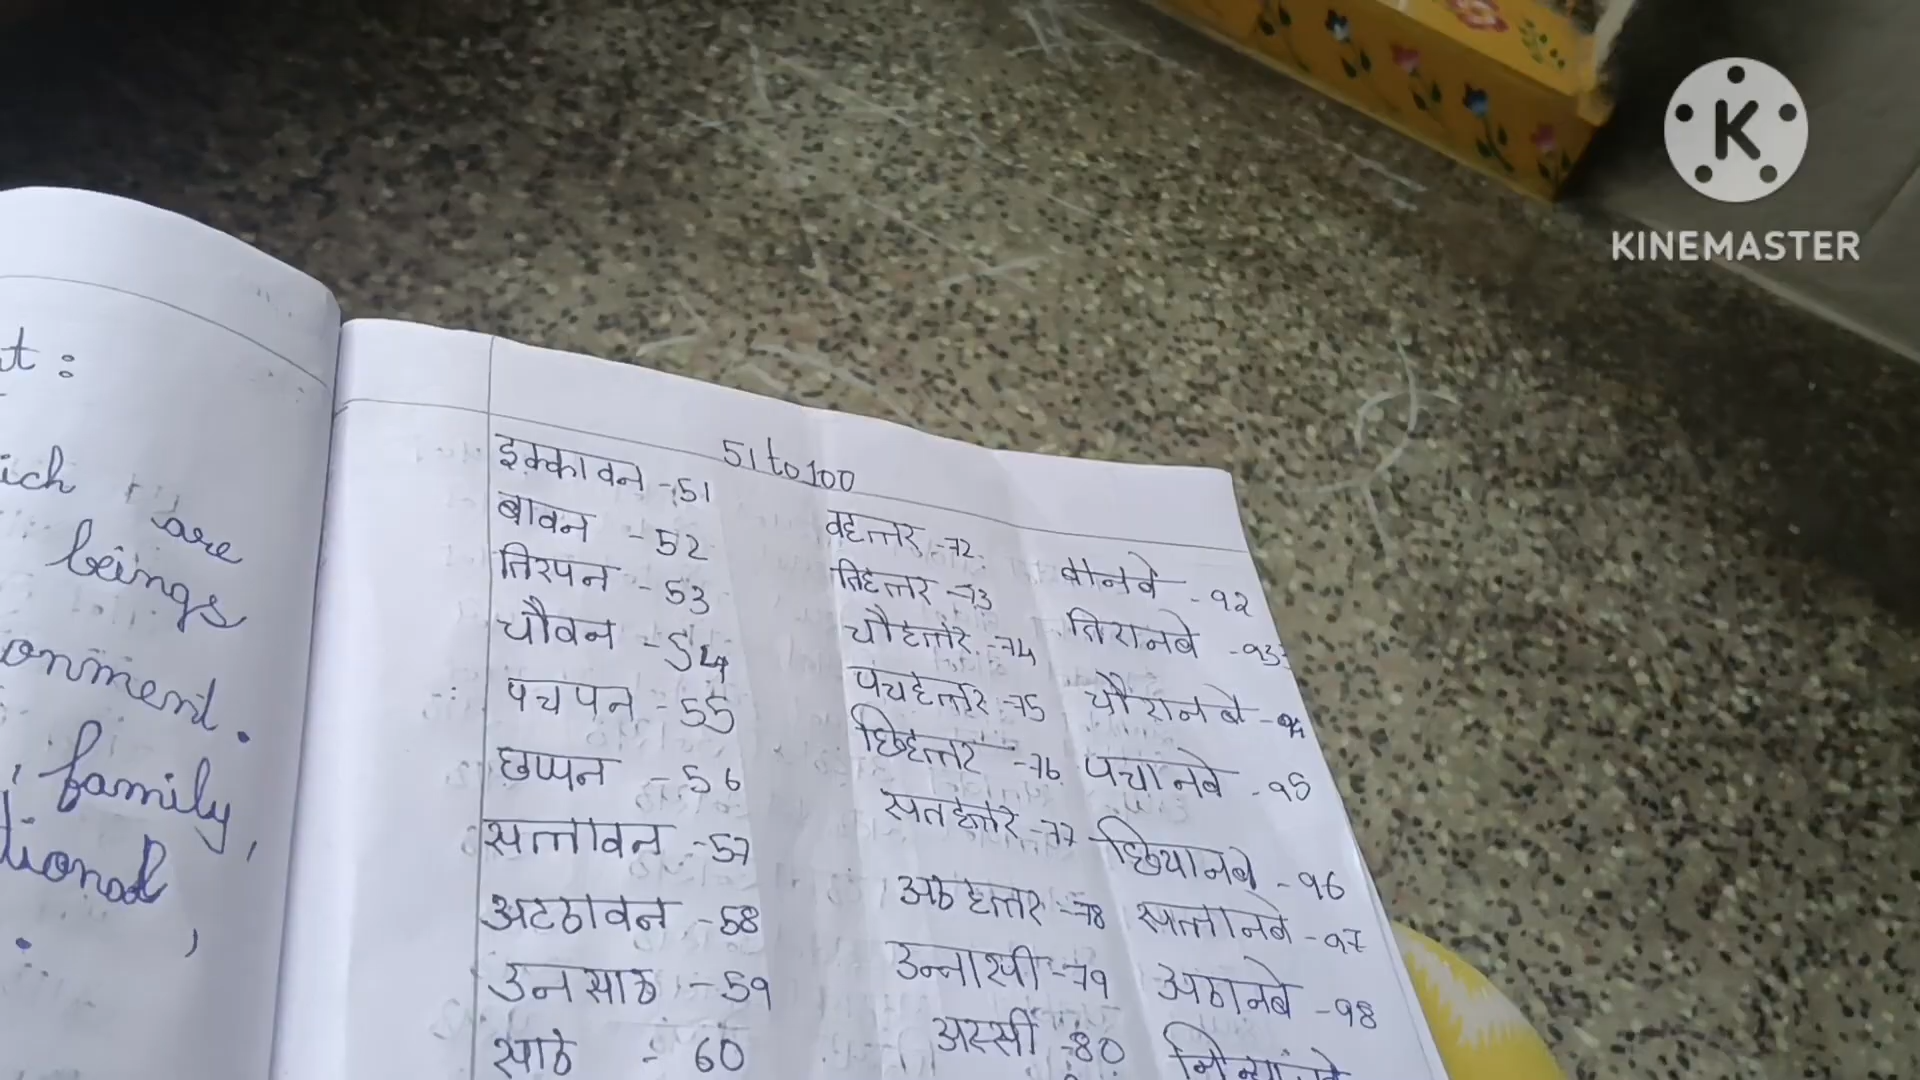 KINEMASTER
t:
ich are
beings
onment.
, family,
tional,
.
51 to 100
इक्कावन - 51
बावन - 52
तिरपन - 53
चौवन - 54
पचपन - 55
छप्पन - 56
सत्तावन - 57
अटठावन - 58
उनसाठ - 59
साठ - 60
वहत्तर - 72
तिहत्तर - 73
चौहत्तर - 74
पंचहत्तर - 75
छिहत्तर - 76
सतहत्तर - 77
अठहत्तर - 78
उन्नासी - 79
अस्सी - 80
वानवे - 92
तिरानवे - 93
चौरानवे - 94
पचानवे - 95
छियानवे - 96
सत्तानवे - 97
अठानवे - 98